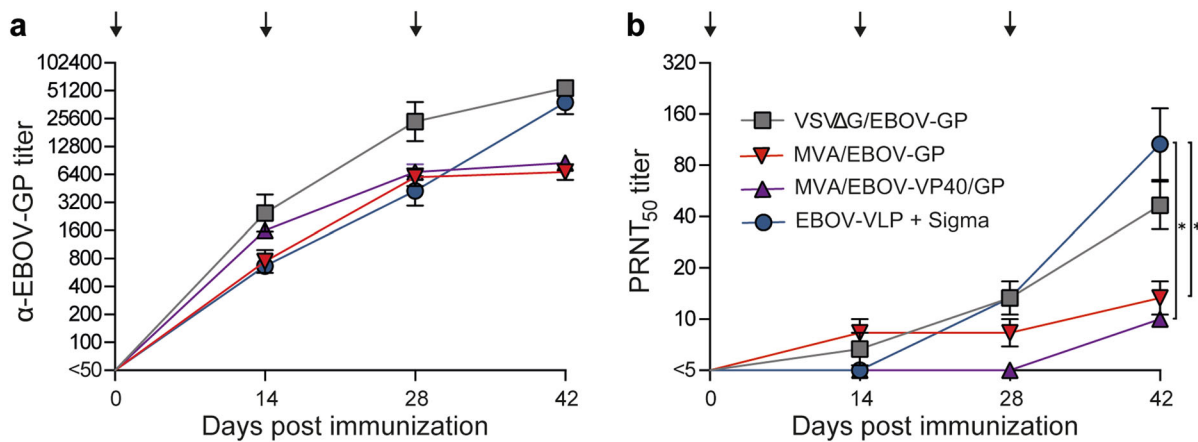 a
α-EBOV-GP titer
102400
51200
25600
12800
6400
3200
1600
800
400
200
100
<50
0
14
28
42
Days post immunization
b
PRNT50 titer
320
160
80
40
20
10
<5
VSVΔG/EBOV-GP
MVA/EBOV-GP
MVA/EBOV-VP40/GP
EBOV-VLP + Sigma
*
*
0
14
28
42
Days post immunization